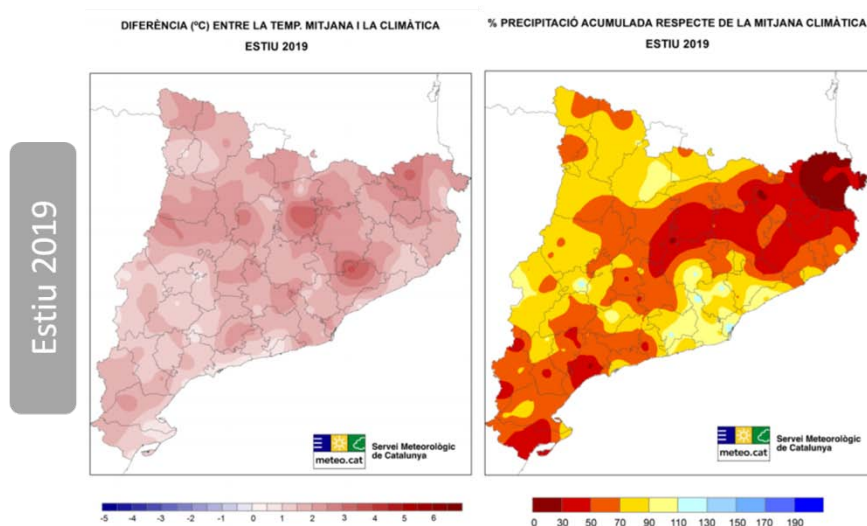 DIFERÈNCIA (ºC) ENTRE LA TEMP. MITJANA I LA CLIMÀTICA
ESTIU 2019
% PRECIPITACIÓ ACUMULADA RESPECTE DE LA MITJANA CLIMÀTICA
ESTIU 2019
Estiu 2019
meteo.cat
Servei Meteorològic
de Catalunya
meteo.cat
Servei Meteorològic
de Catalunya
-5 -4 -3 -2 -1 0 1 2 3 4 5 6
0 30 50 70 90 110 130 150 170 190